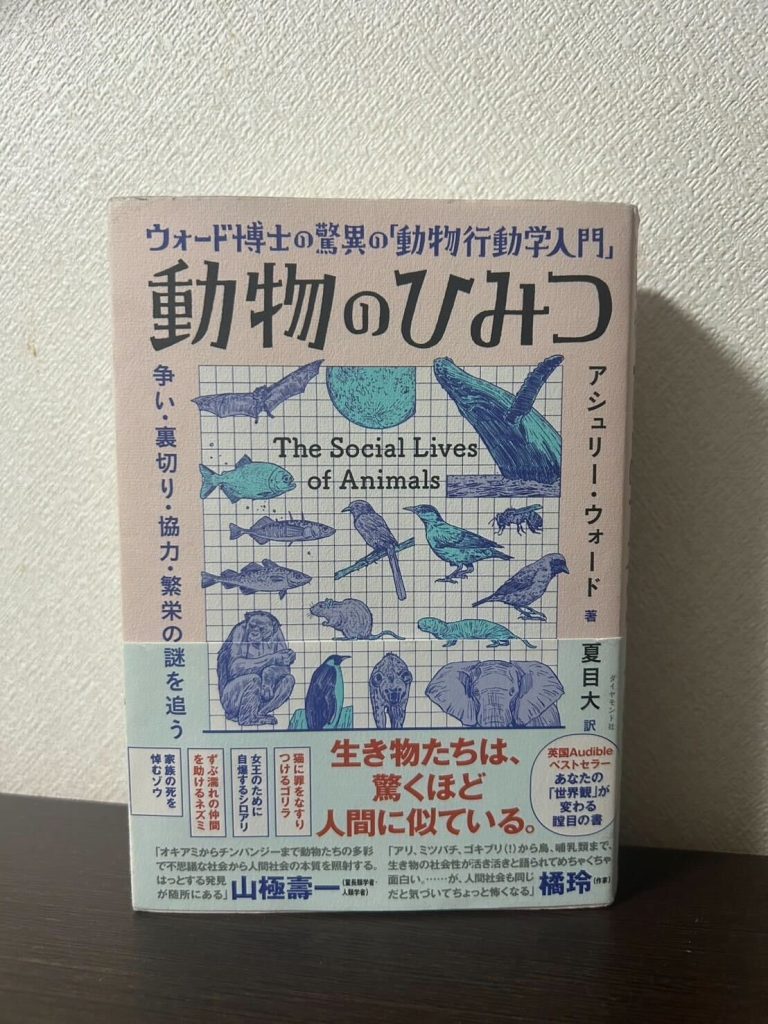 ウォード博士の驚異の「動物行動学入門」
動物のひみつ
争い・裏切り・協力・繁栄の謎を追う
The Social Lives
of Animals
アシュリー・ウォード 著
夏目大 訳
ダイヤモンド社
生き物たちは、
驚くほど
人間に似ている。
猫に罪をなすり
つけるゴリラ
女王のために
自爆するシロアリ
ずぶ濡れの仲間
を助けるネズミ
家族の死を
悼むゾウ
英国Audible
ベストセラー
あなたの
「世界観」が
変わる
瞠目の書
「オキアミからチンパンジーまで動物たちの多彩
で不思議な社会から人間社会の本質を照射する。
はっとする発見
が随所にある」
山極壽一(霊長類学者・
人類学者)
「アリ、ミツバチ、ゴキブリ(!)から鳥、哺乳類まで、
生き物の社会性が活き活きと語られてめちゃくちゃ
面白い。……が、人間社会も同じ
だと気づいてちょっと怖くなる」
橘玲(作家)